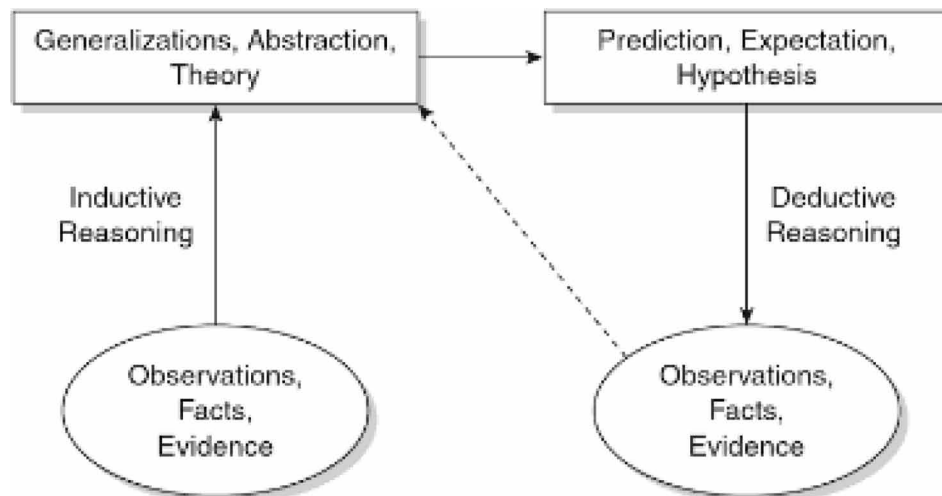 Generalizations, Abstraction,
Theory
Prediction, Expectation,
Hypothesis
Inductive
Reasoning
Deductive
Reasoning
Observations,
Facts,
Evidence
Observations,
Facts,
Evidence